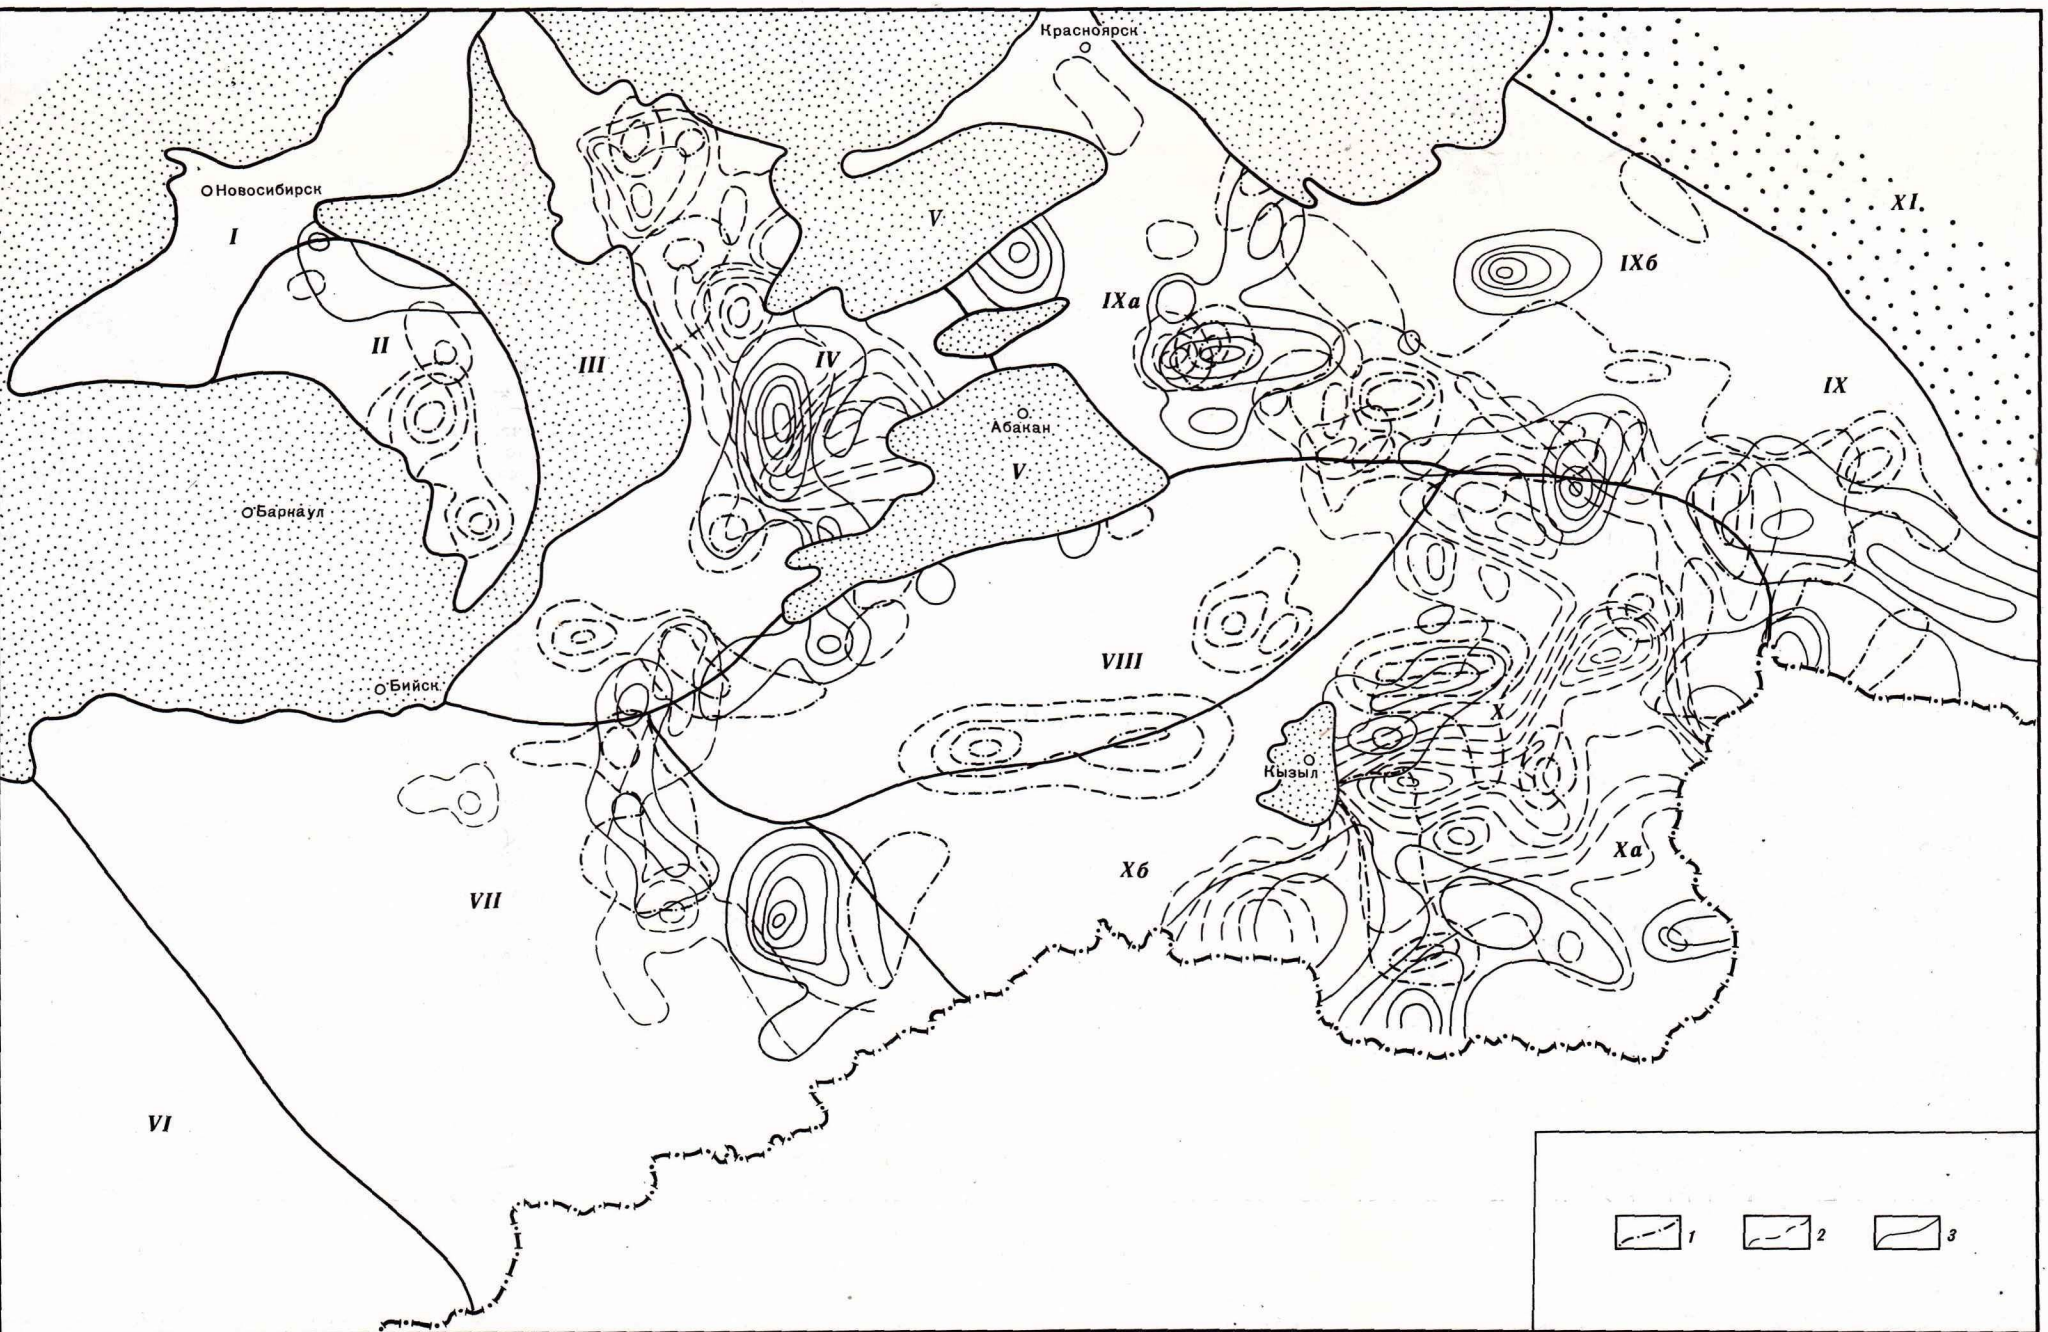 Красноярск
Новосибирск
XI
I
V
IXб
IXа
II
III
IV
IX
Абакан
V
Барнаул
VIII
Бийск
X
Кызыл
Xа
Xб
VII
VI
1
2
3